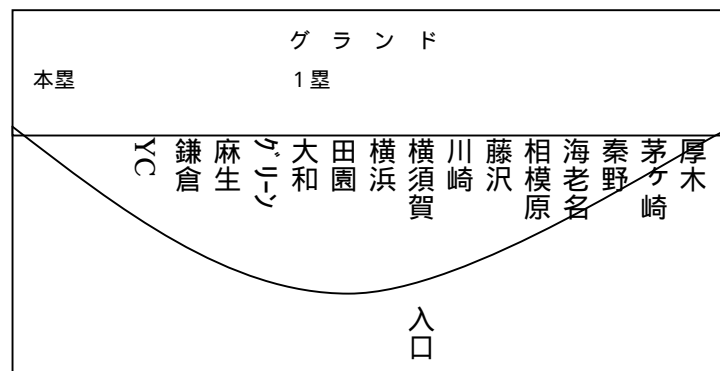 グランド
本塁
1塁
YC
鎌倉
麻生
グリーン
大和
田園
横浜
横須賀
川崎
藤沢
相模原
海老名
秦野
茅ヶ崎
厚木
入口